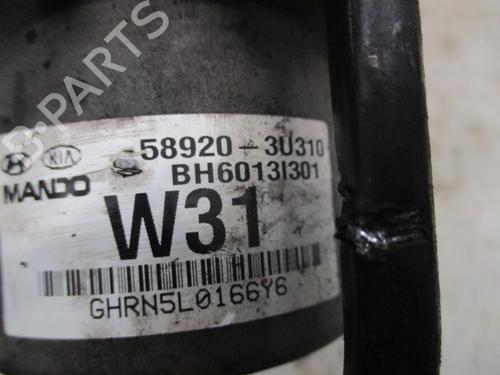 B-PARTS
58920-3U310
KIA
BH6013I301
MANDO
W31
GHRN5L0166Y6